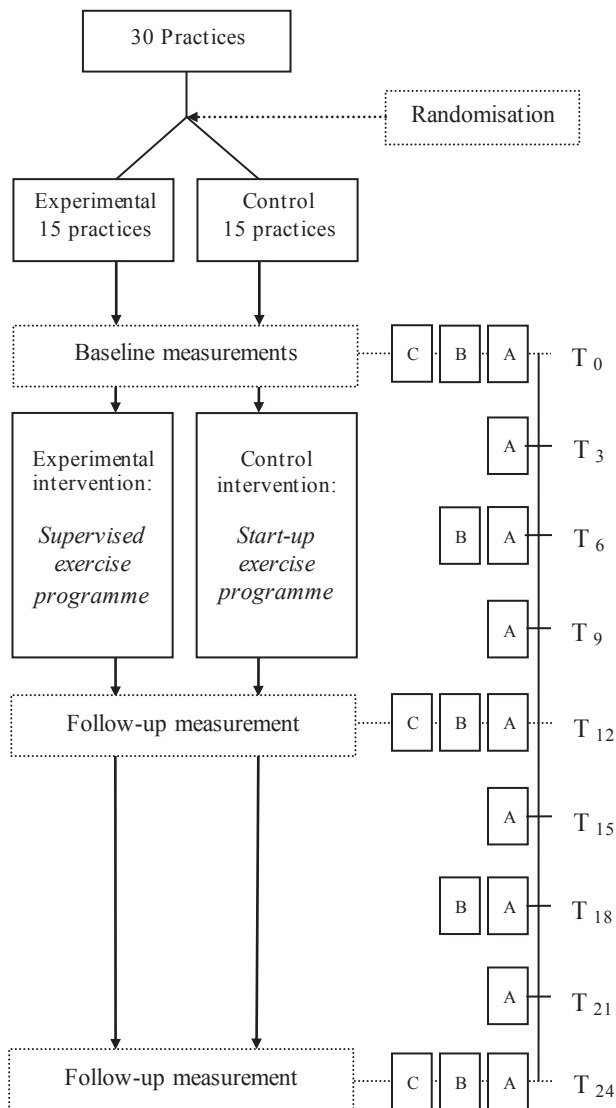 30 Practices
Randomisation
Experimental
15 practices
Control
15 practices
Baseline measurements
C B A T 0
Experimental
intervention:
Supervised
exercise
programme
Control
intervention:
Start-up
exercise
programme
A T 3
B A T 6
A T 9
Follow-up measurement
C B A T 12
A T 15
B A T 18
A T 21
Follow-up measurement
C B A T 24